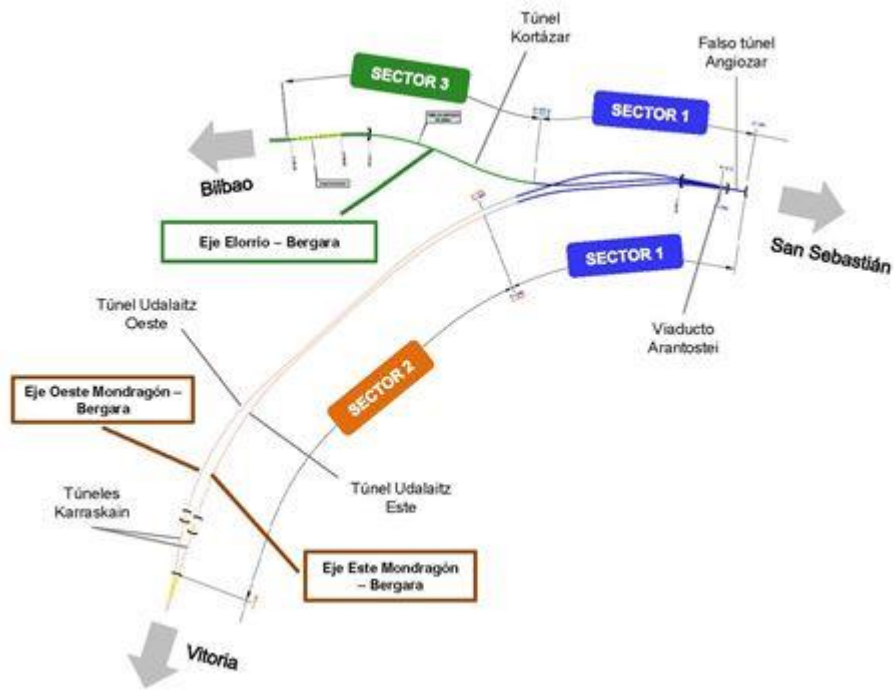 Túnel
Kortázar
Falso túnel
Angiozar
SECTOR 3
SECTOR 1
Bilbao
Eje Elorrio – Bergara
San Sebastián
SECTOR 1
Túnel Udalaitz
Oeste
Viaducto
Arantostei
SECTOR 2
Eje Oeste Mondragón –
Bergara
Túneles
Karraskain
Túnel Udalaitz
Este
Eje Este Mondragón
– Bergara
Vitoria